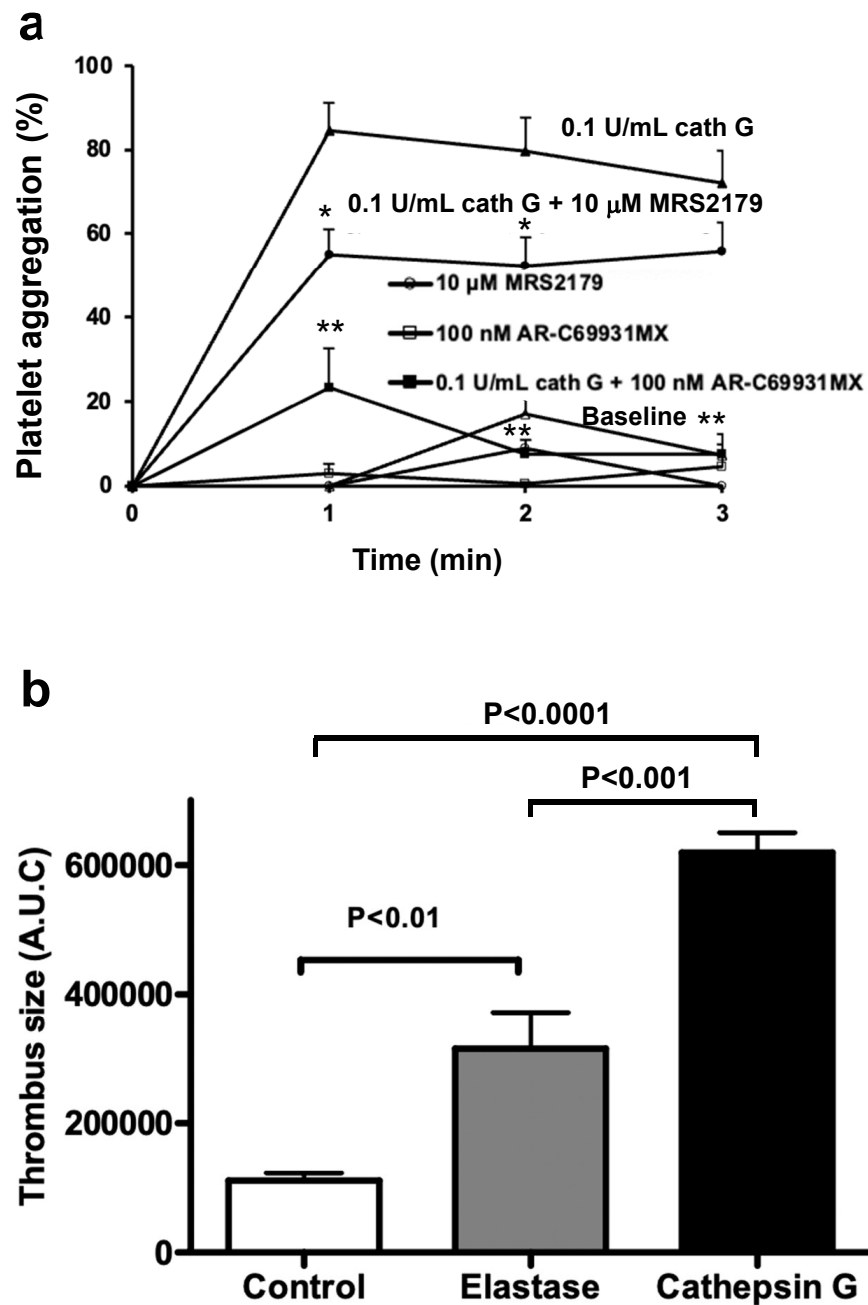 a
Platelet aggregation (%)
100
80
60
40
20
0
0.1 U/mL cath G
* 0.1 U/mL cath G + 10 µM MRS2179
*
10 µM MRS2179
**
100 nM AR-C69931MX
0.1 U/mL cath G + 100 nM AR-C69931MX
Baseline **
**
0 1 2 3
Time (min)
b
P<0.0001
P<0.001
P<0.01
Thrombus size (A.U.C)
600000
400000
200000
0
Control Elastase Cathepsin G